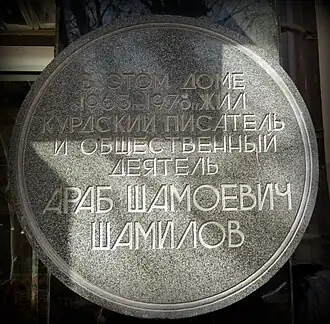 В ЭТОМ ДОМЕ
1963-1978 ЖИЛ
КУРДСКИЙ ПИСАТЕЛЬ
И ОБЩЕСТВЕННЫЙ
ДЕЯТЕЛЬ
АРАБ ШАМОЕВИЧ
ШАМИЛОВ